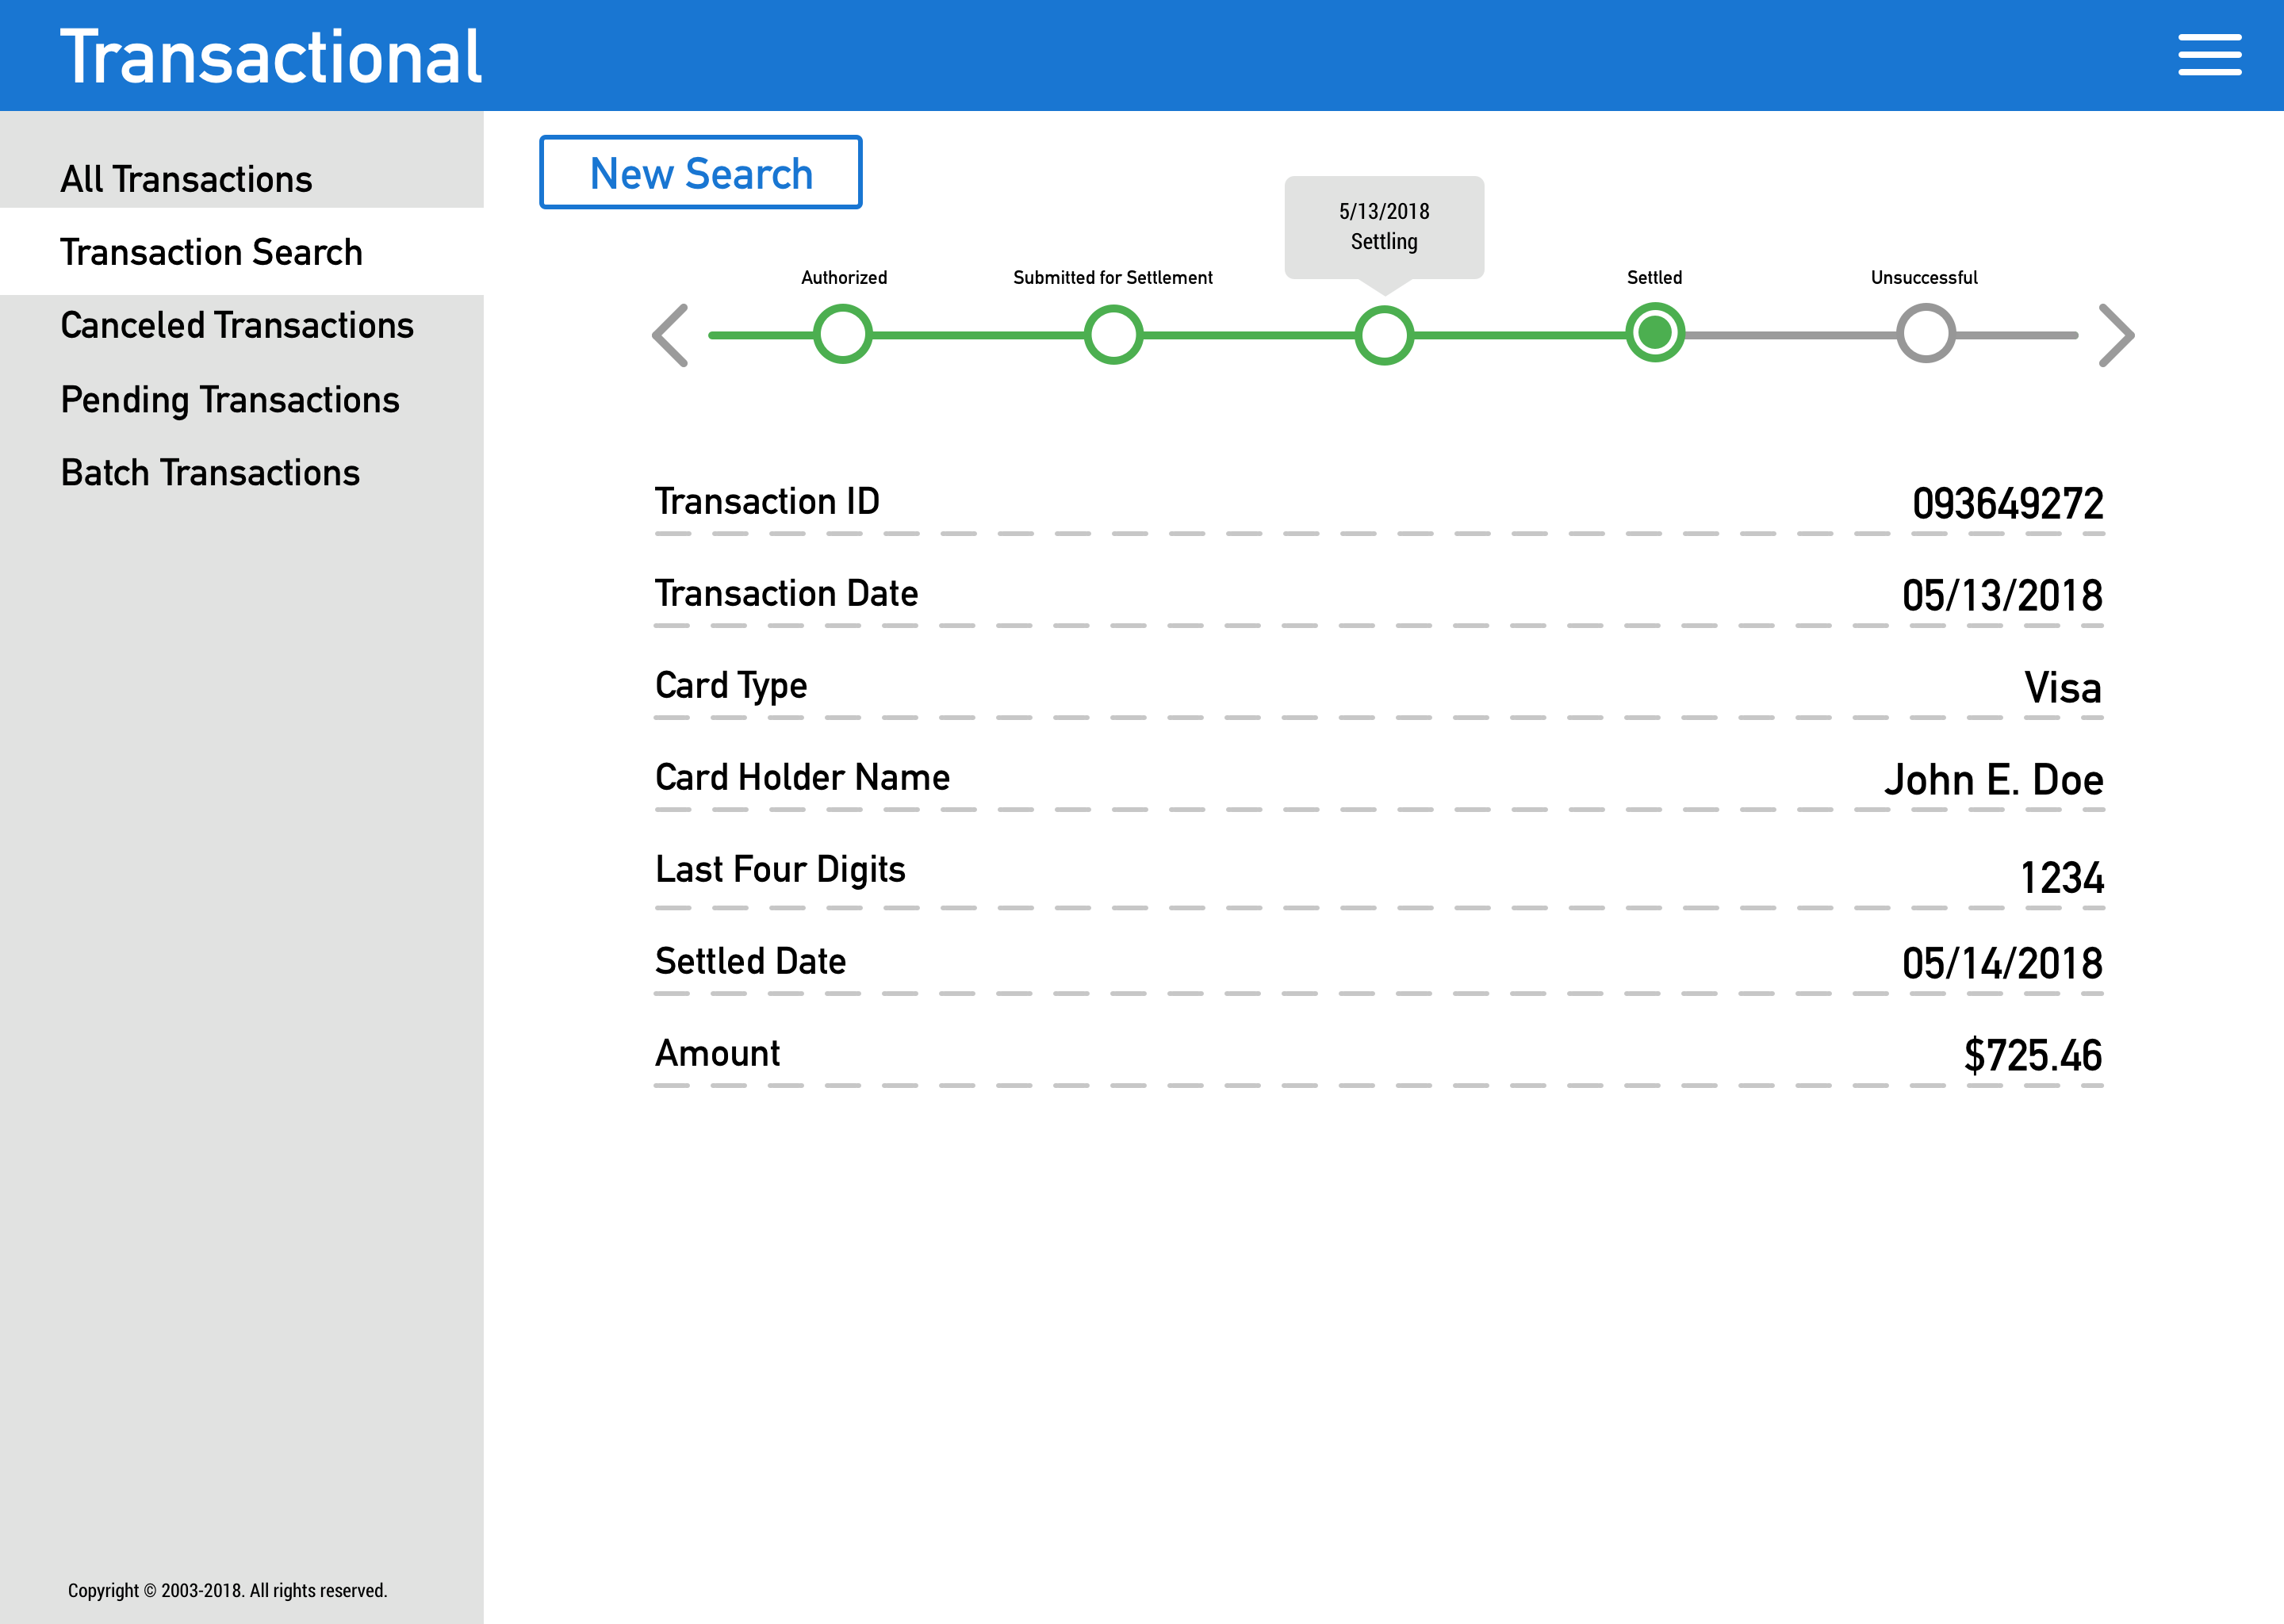 Transactional
All Transactions
Transaction Search
Canceled Transactions
Pending Transactions
Batch Transactions
Copyright © 2003-2018. All rights reserved.
New Search
5/13/2018
Settling
Authorized
Submitted for Settlement
Settled
Unsuccessful
Transaction ID 093649272
Transaction Date 05/13/2018
Card Type Visa
Card Holder Name John E. Doe
Last Four Digits 1234
Settled Date 05/14/2018
Amount $725.46